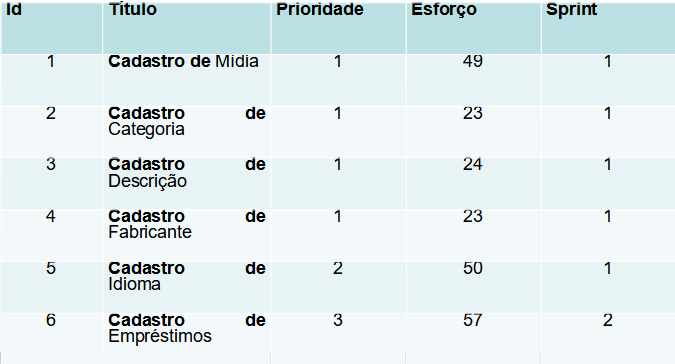 Id Título Prioridade Esforço Sprint
1 Cadastro de Mídia 1 49 1
2 Cadastro de 1 23 1
Categoria
3 Cadastro de 1 24 1
Descrição
4 Cadastro de 1 23 1
Fabricante
5 Cadastro de 2 50 1
Idioma
6 Cadastro de 3 57 2
Empréstimos